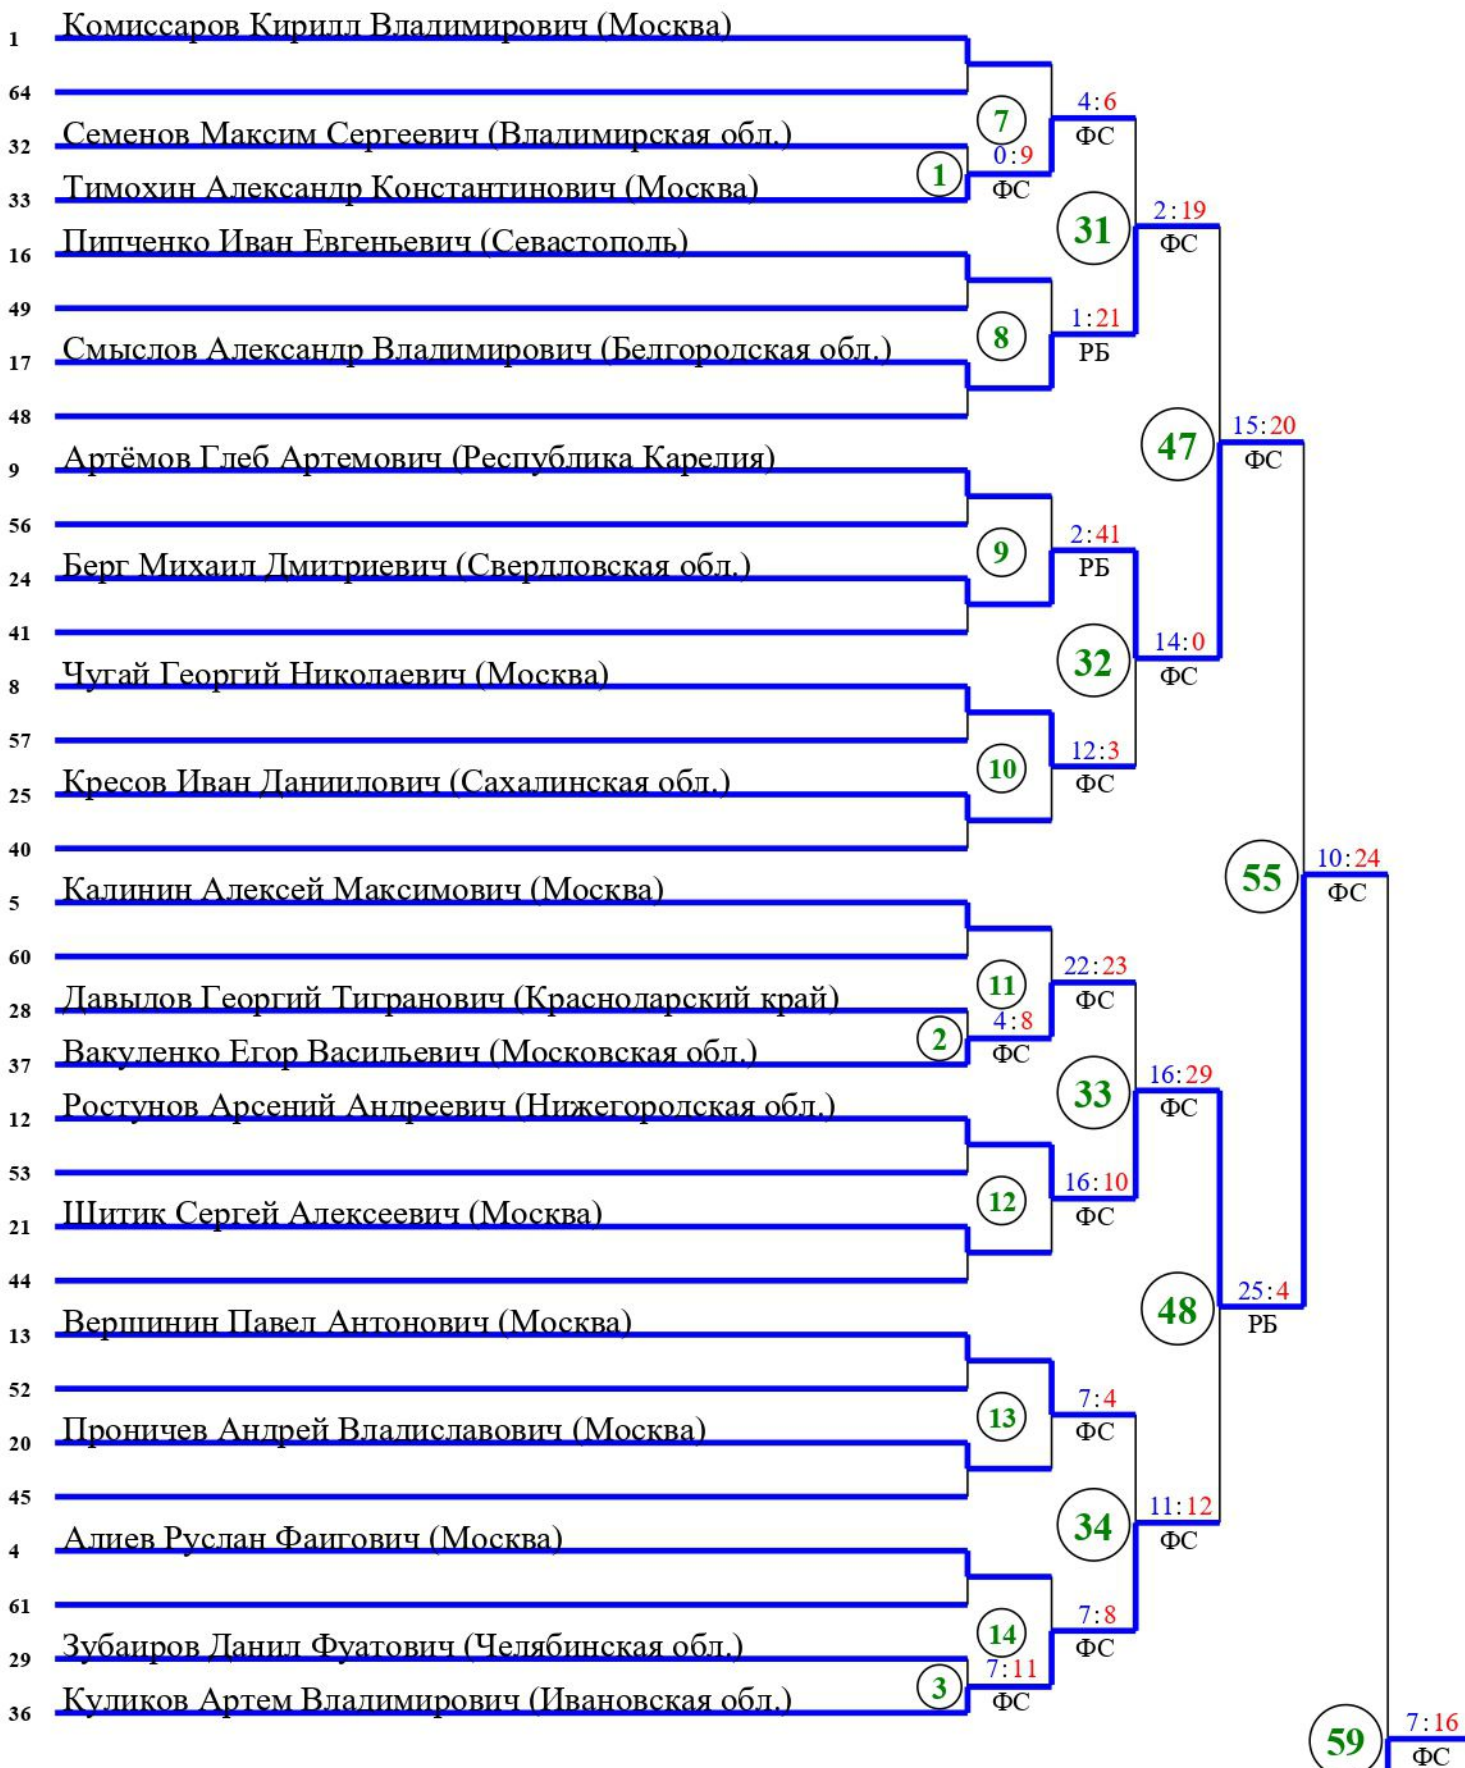 Комиссаров Кирилл Владимирович (Москва)
1
64
7
4:6
ФС
Семенов Максим Сергеевич (Владимирская обл.)
32
1
0:9
ФС
Тимохин Александр Константинович (Москва)
33
31
2:19
ФС
Пипченко Иван Евгеньевич (Севастополь)
16
49
8
1:21
РБ
Смыслов Александр Владимирович (Белгородская обл.)
17
48
47
15:20
ФС
Артёмов Глеб Артемович (Республика Карелия)
9
56
9
2:41
РБ
Берг Михаил Дмитриевич (Свердловская обл.)
24
41
32
14:0
ФС
Чугай Георгий Николаевич (Москва)
8
57
10
12:3
ФС
Кресов Иван Даниилович (Сахалинская обл.)
25
40
55
10:24
ФС
Калинин Алексей Максимович (Москва)
5
60
11
22:23
ФС
Давыдов Георгий Тигранович (Краснодарский край)
28
2
4:8
ФС
Вакуленко Егор Васильевич (Московская обл.)
37
33
16:29
ФС
Ростунов Арсений Андреевич (Нижегородская обл.)
12
53
12
16:10
ФС
Шитик Сергей Алексеевич (Москва)
21
44
48
25:4
РБ
Вершинин Павел Антонович (Москва)
13
52
13
7:4
ФС
Проничев Андрей Владиславович (Москва)
20
45
34
11:12
ФС
Алиев Руслан Фаигович (Москва)
4
61
14
7:8
ФС
Зубаиров Данил Фуатович (Челябинская обл.)
29
3
7:11
ФС
Куликов Артем Владимирович (Ивановская обл.)
36
59
7:16
ФС